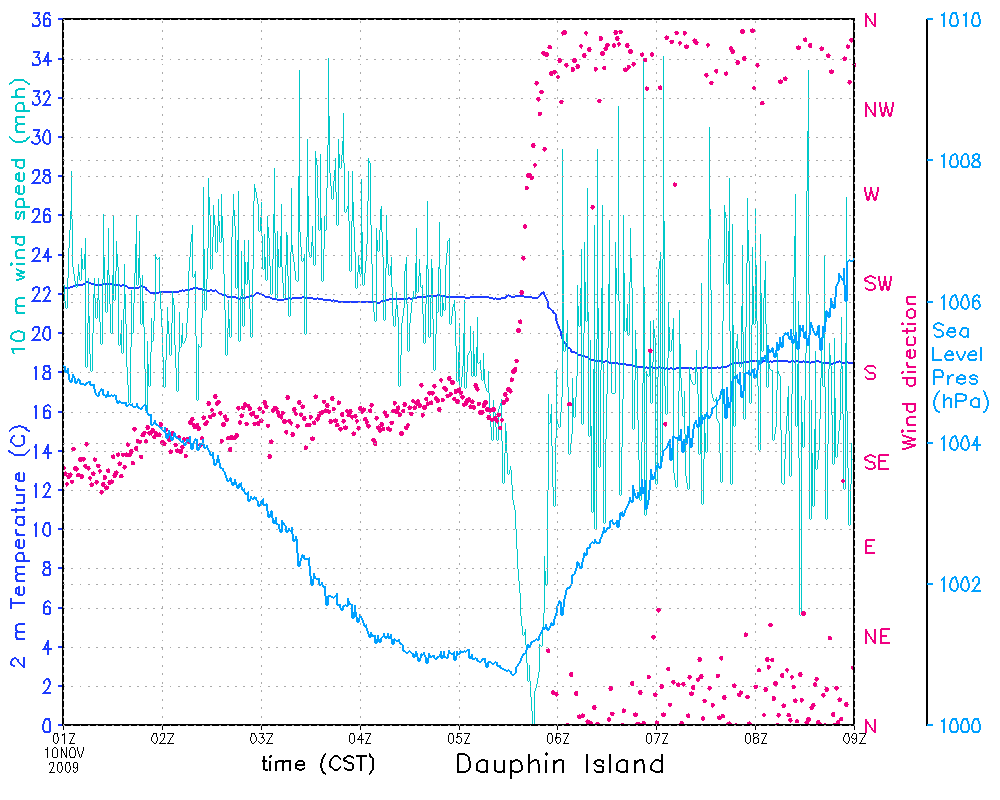 36
34
32
30
28
26
24
22
20
18
16
14
12
10
8
6
4
2
0
10 m wind speed (mph)
2 m Temperature (C)
N
NW
W
SW
S
SE
E
NE
N
Wind direction
1010
1008
1006
1004
1002
1000
Sea
Level
Pres
(hPa)
01Z 02Z 03Z 04Z 05Z 06Z 07Z 08Z 09Z
10NOV
2009
time (CST) Dauphin Island